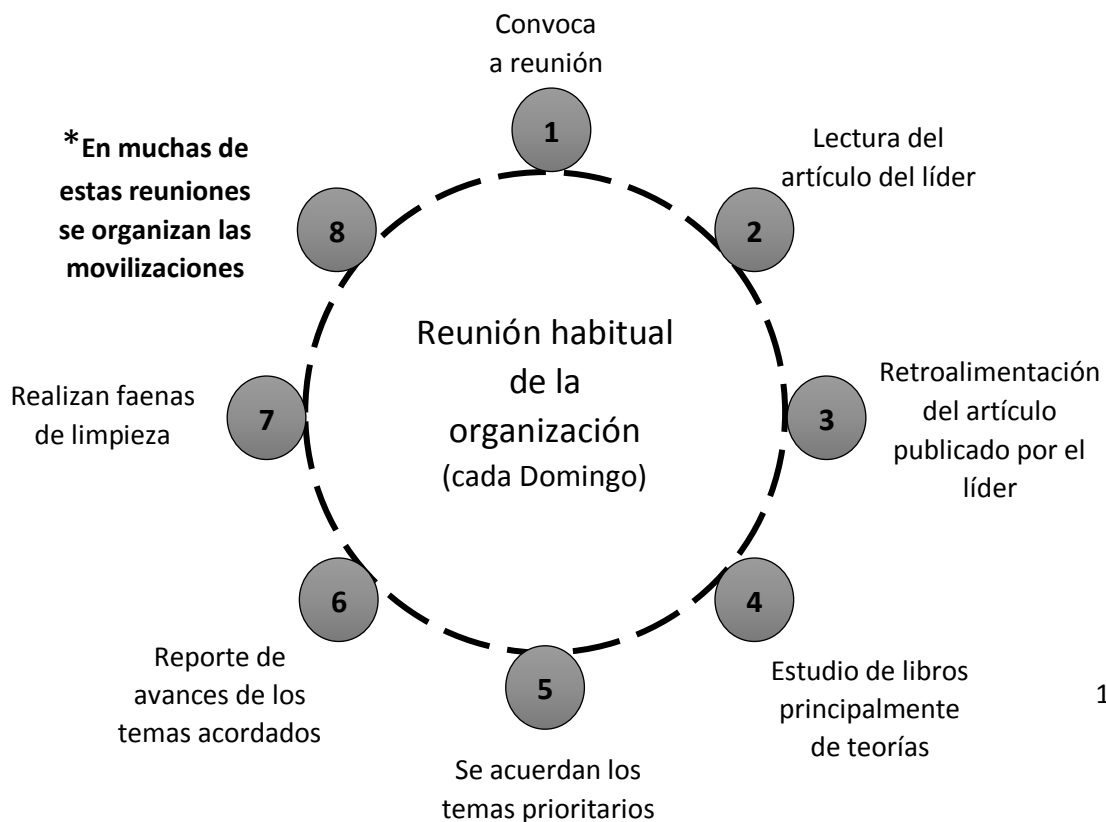 Convoca
a reunión
1
Lectura del
artículo del líder
2
Retroalimentación
del artículo
publicado por el
líder
3
Estudio de libros
principalmente
de teorías
4
1
Se acuerdan los
temas prioritarios
5
Reporte de
avances de los
temas acordados
6
Realizan faenas
de limpieza
7
*En muchas de
estas reuniones
se organizan las
movilizaciones
8
Reunión habitual
de la
organización
(cada Domingo)